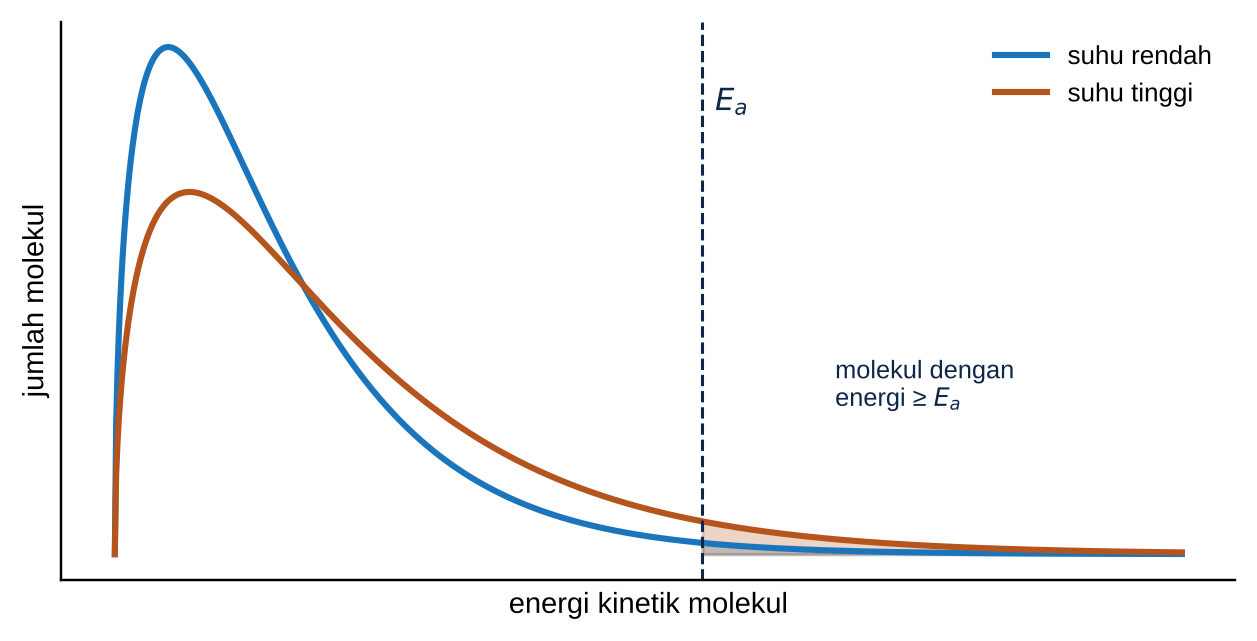 suhu rendah
suhu tinggi
Eₐ
molekul dengan
energi ≥ Eₐ
jumlah molekul
energi kinetik molekul